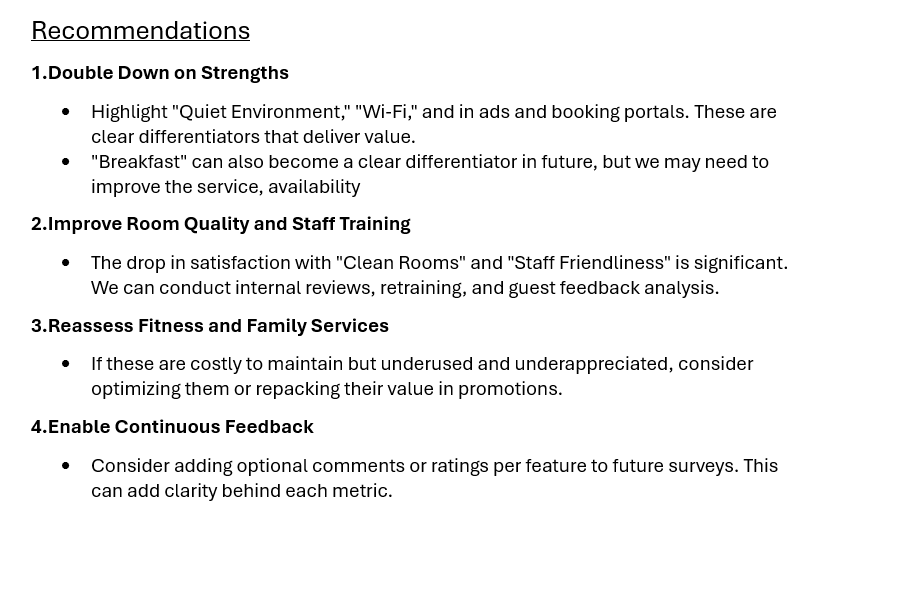 Recommendations
1.Double Down on Strengths
• Highlight "Quiet Environment," "Wi-Fi," and in ads and booking portals. These are
clear differentiators that deliver value.
• "Breakfast" can also become a clear differentiator in future, but we may need to
improve the service, availability
2.Improve Room Quality and Staff Training
• The drop in satisfaction with "Clean Rooms" and "Staff Friendliness" is significant.
We can conduct internal reviews, retraining, and guest feedback analysis.
3.Reassess Fitness and Family Services
• If these are costly to maintain but underused and underappreciated, consider
optimizing them or repacking their value in promotions.
4.Enable Continuous Feedback
• Consider adding optional comments or ratings per feature to future surveys. This
can add clarity behind each metric.